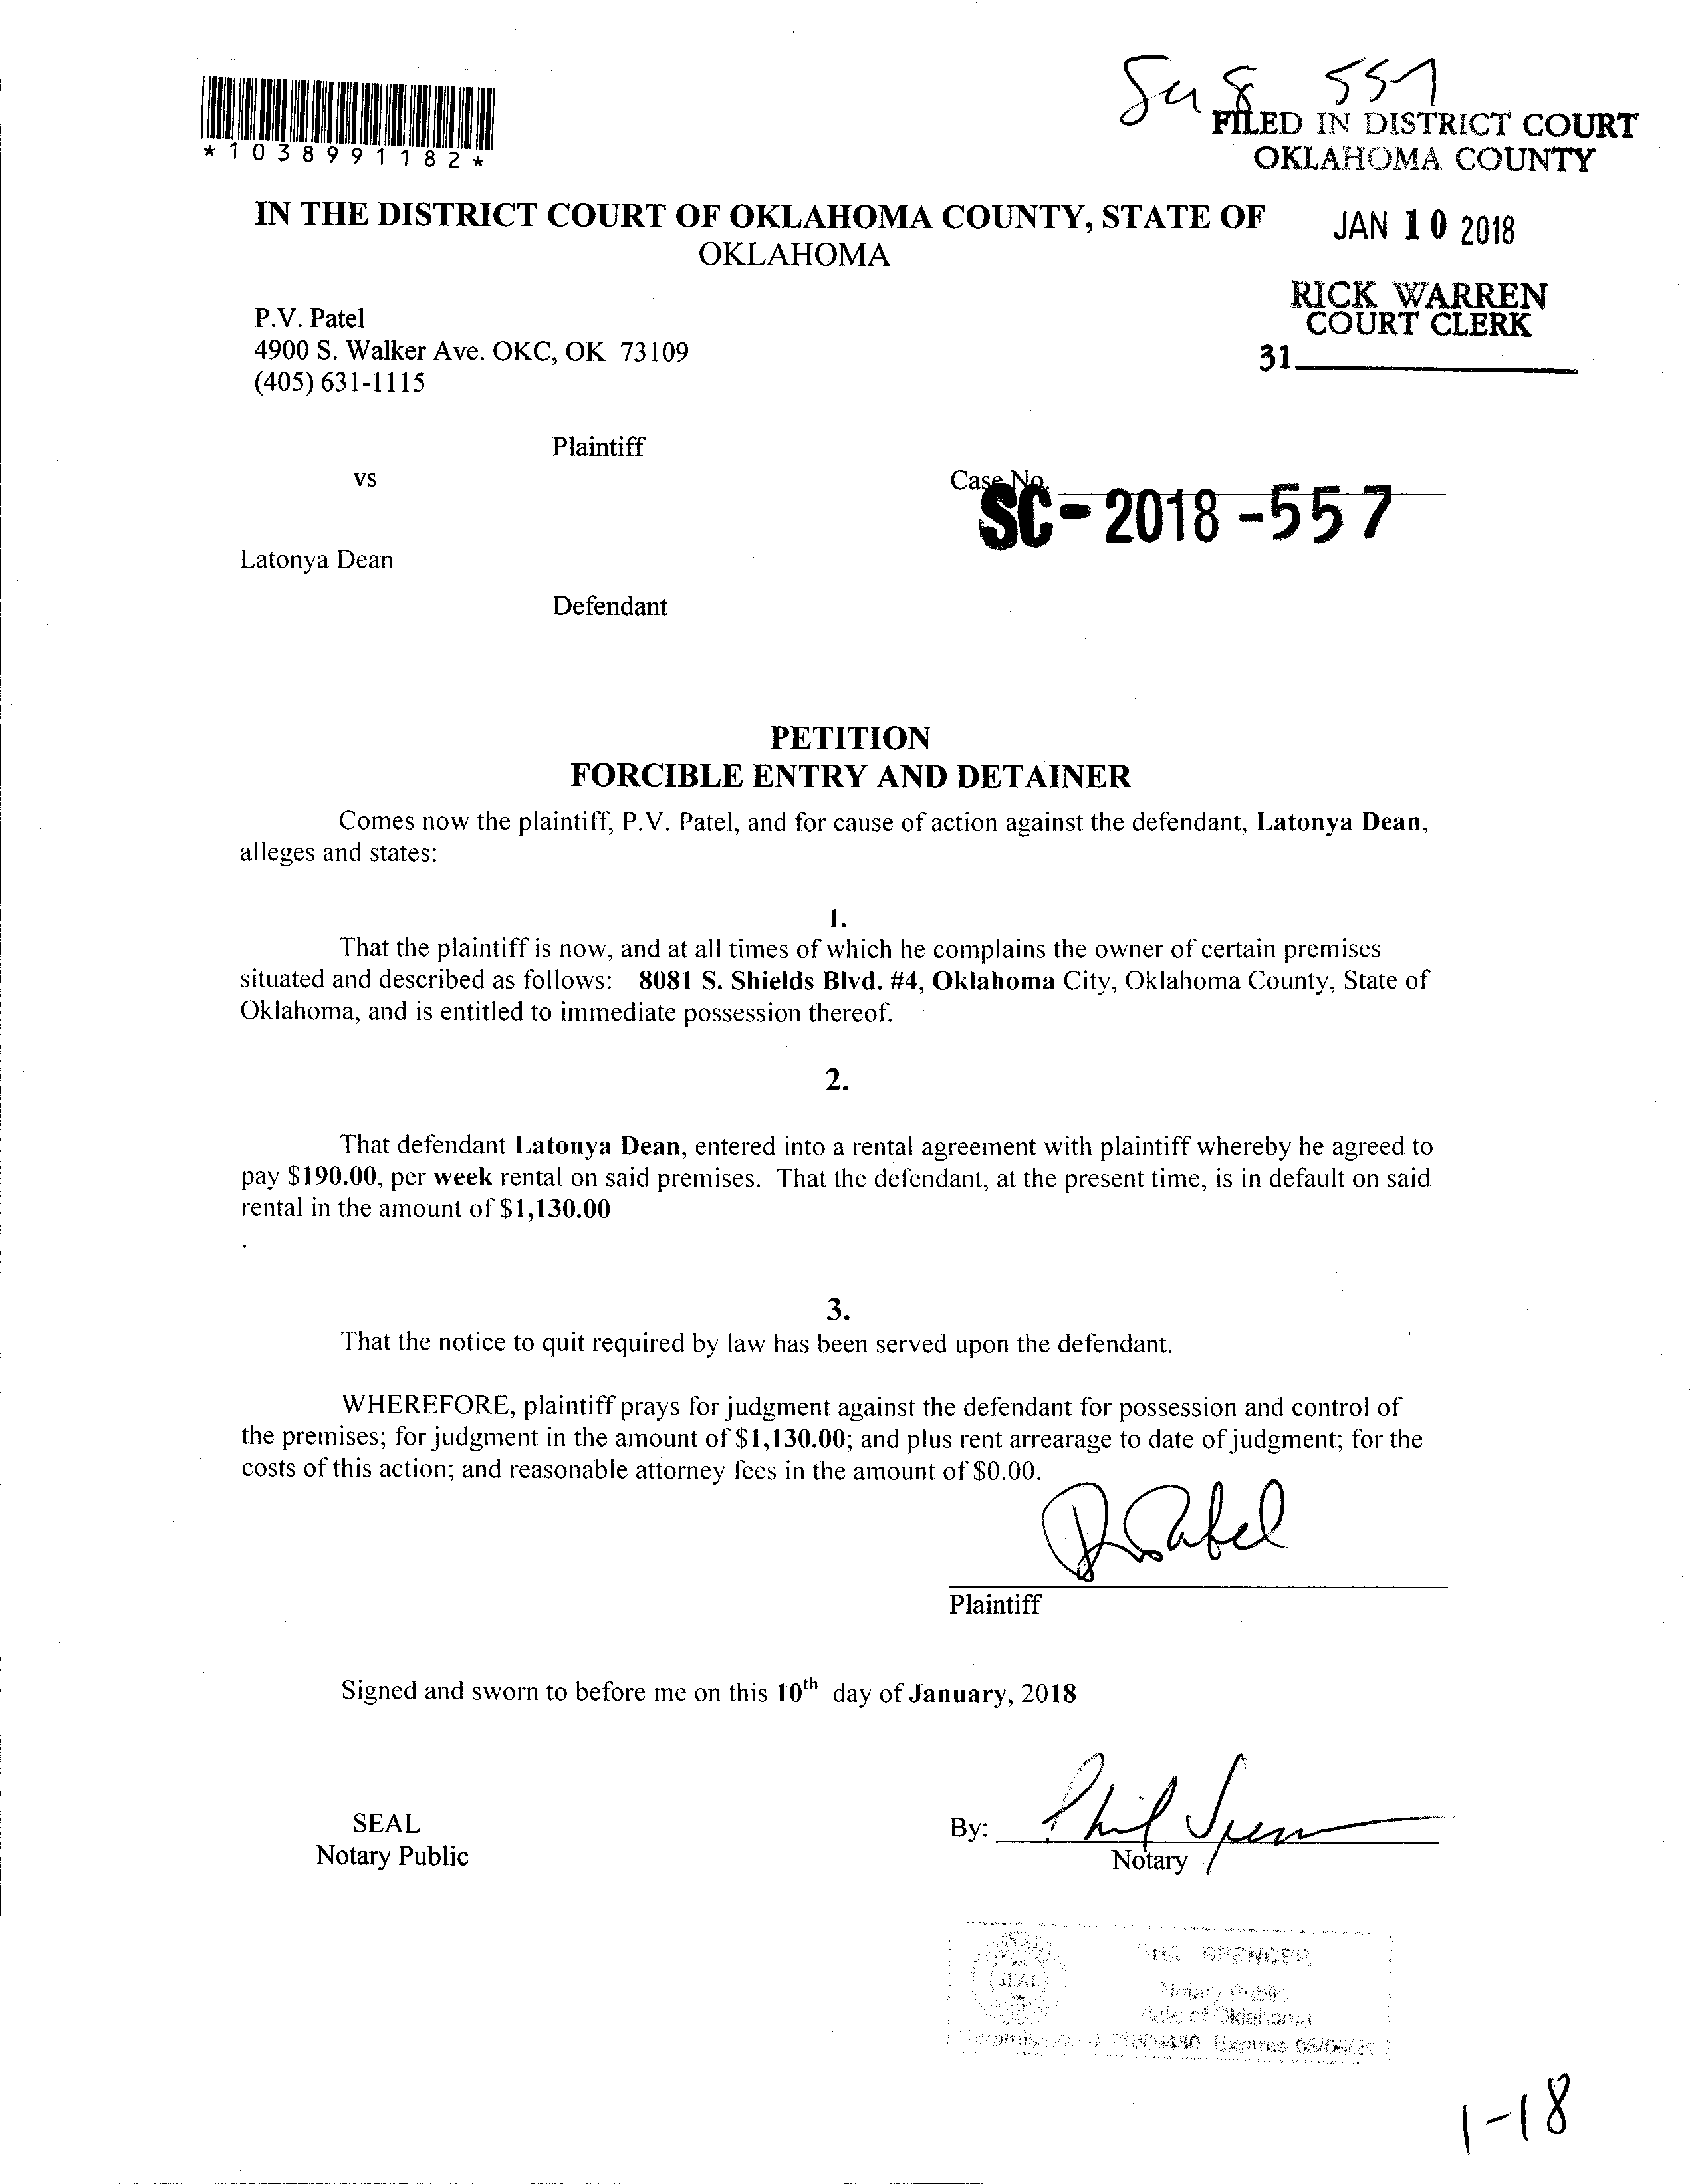 *1038991182*
557
FILED IN DISTRICT COURT
OKLAHOMA COUNTY
JAN 10 2018
RICK WARREN
COURT CLERK
31
IN THE DISTRICT COURT OF OKLAHOMA COUNTY, STATE OF
OKLAHOMA
P.V. Patel
4900 S. Walker Ave. OKC, OK 73109
(405) 631-1115
Plaintiff
vs
Case No.
SC-2018-557
Latonya Dean
Defendant
PETITION
FORCIBLE ENTRY AND DETAINER
Comes now the plaintiff, P.V. Patel, and for cause of action against the defendant, Latonya Dean,
alleges and states:
1.
That the plaintiff is now, and at all times of which he complains the owner of certain premises
situated and described as follows: 8081 S. Shields Blvd. #4, Oklahoma City, Oklahoma County, State of
Oklahoma, and is entitled to immediate possession thereof.
2.
That defendant Latonya Dean, entered into a rental agreement with plaintiff whereby he agreed to
pay $190.00, per week rental on said premises. That the defendant, at the present time, is in default on said
rental in the amount of $1,130.00
.
3.
That the notice to quit required by law has been served upon the defendant.
WHEREFORE, plaintiff prays for judgment against the defendant for possession and control of
the premises; for judgment in the amount of $1,130.00; and plus rent arrearage to date of judgment; for the
costs of this action; and reasonable attorney fees in the amount of $0.00.
Plaintiff
Signed and sworn to before me on this 10th day of January, 2018
SEAL
Notary Public
By: Phil Spencer
Notary
SEAL
SPENCER
Notary Public
State of Oklahoma
Expires
1-18